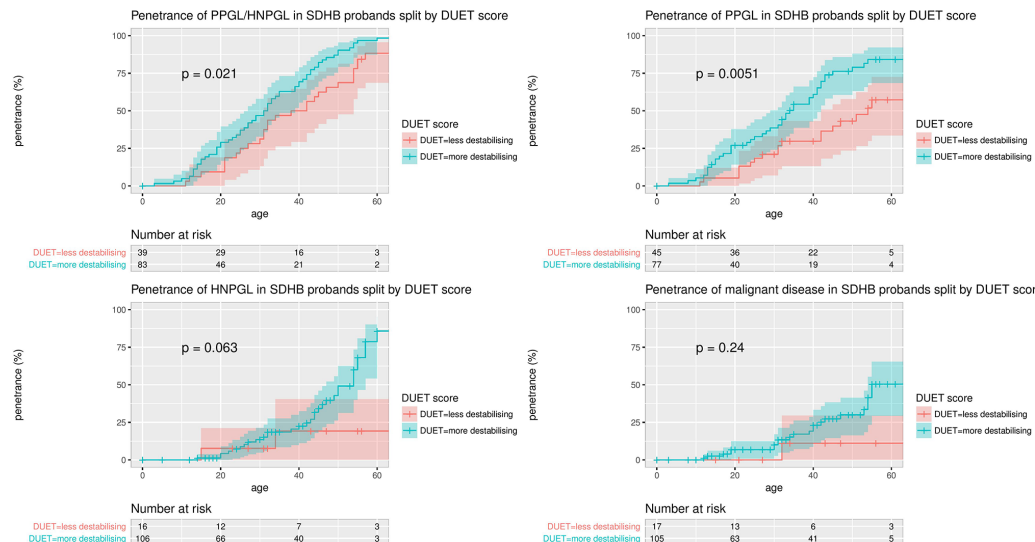 Penetrance of PPGL/HNPGL in SDHB probands split by DUET score
penetrance (%)
100
75
50
25
0
p = 0.021
0 20 40 60
age
DUET score
DUET=less destabilising
DUET=more destabilising
Number at risk
DUET=less destabilising 39 29 16 3
DUET=more destabilising 83 46 21 2
Penetrance of PPGL in SDHB probands split by DUET score
penetrance (%)
100
75
50
25
0
p = 0.0051
0 20 40 60
age
DUET score
DUET=less destabilising
DUET=more destabilising
Number at risk
DUET=less destabilising 45 36 22 5
DUET=more destabilising 77 40 19 4
Penetrance of HNPGL in SDHB probands split by DUET score
penetrance (%)
100
75
50
25
0
p = 0.063
0 20 40 60
age
DUET score
DUET=less destabilising
DUET=more destabilising
Number at risk
DUET=less destabilising 16 12 7 3
DUET=more destabilising 106 66 40 3
Penetrance of malignant disease in SDHB probands split by DUET scor
penetrance (%)
100
75
50
25
0
p = 0.24
0 20 40 60
age
DUET score
DUET=less destabilising
DUET=more destabilising
Number at risk
DUET=less destabilising 17 13 6 3
DUET=more destabilising 105 63 41 5